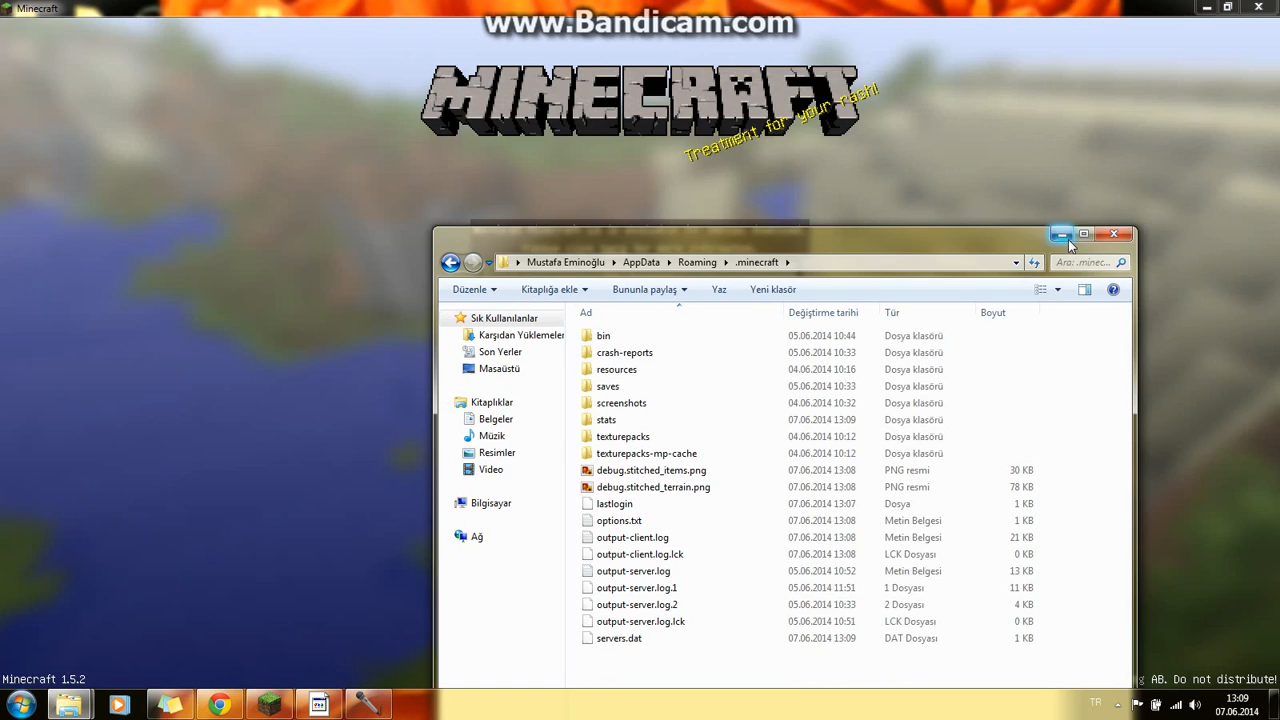 Minecraft
www.Bandicam.com
MINECRAFT
Treatment for your rash!
Mustafa Eminoğlu
AppData
Roaming
.minecraft
Ara: .minec...
Düzenle
Kitaplığa ekle
Bununla paylaş
Yaz
Yeni klasör
Sık Kullanılanlar
Karşıdan Yüklemeler
Son Yerler
Masaüstü
Kitaplıklar
Belgeler
Müzik
Resimler
Video
Bilgisayar
Ağ
Ad Değiştirme tarihi Tür Boyut
bin 05.06.2014 10:44 Dosya klasörü
crash-reports 05.06.2014 10:33 Dosya klasörü
resources 04.06.2014 10:16 Dosya klasörü
saves 05.06.2014 10:33 Dosya klasörü
screenshots 04.06.2014 10:32 Dosya klasörü
stats 07.06.2014 13:09 Dosya klasörü
texturepacks 04.06.2014 10:12 Dosya klasörü
texturepacks-mp-cache 04.06.2014 10:12 Dosya klasörü
debug.stitched_items.png 07.06.2014 13:08 PNG resmi 30 KB
debug.stitched_terrain.png 07.06.2014 13:08 PNG resmi 78 KB
lastlogin 07.06.2014 13:07 Dosya 1 KB
options.txt 07.06.2014 13:08 Metin Belgesi 1 KB
output-client.log 07.06.2014 13:08 Metin Belgesi 21 KB
output-client.log.lck 07.06.2014 13:08 LCK Dosyası 0 KB
output-server.log 05.06.2014 10:52 Metin Belgesi 13 KB
output-server.log.1 05.06.2014 11:51 1 Dosyası 11 KB
output-server.log.2 05.06.2014 10:33 2 Dosyası 4 KB
output-server.log.lck 05.06.2014 10:51 LCK Dosyası 0 KB
servers.dat 07.06.2014 13:09 DAT Dosyası 1 KB
Minecraft 1.5.2
g AB. Do not distribute!
TR
13:09
07.06.2014